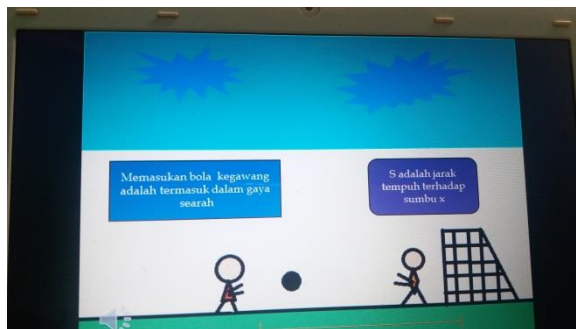 Memasukan bola kegawang
adalah termasuk dalam gaya
searah
S adalah jarak
tempuh terhadap
sumbu x